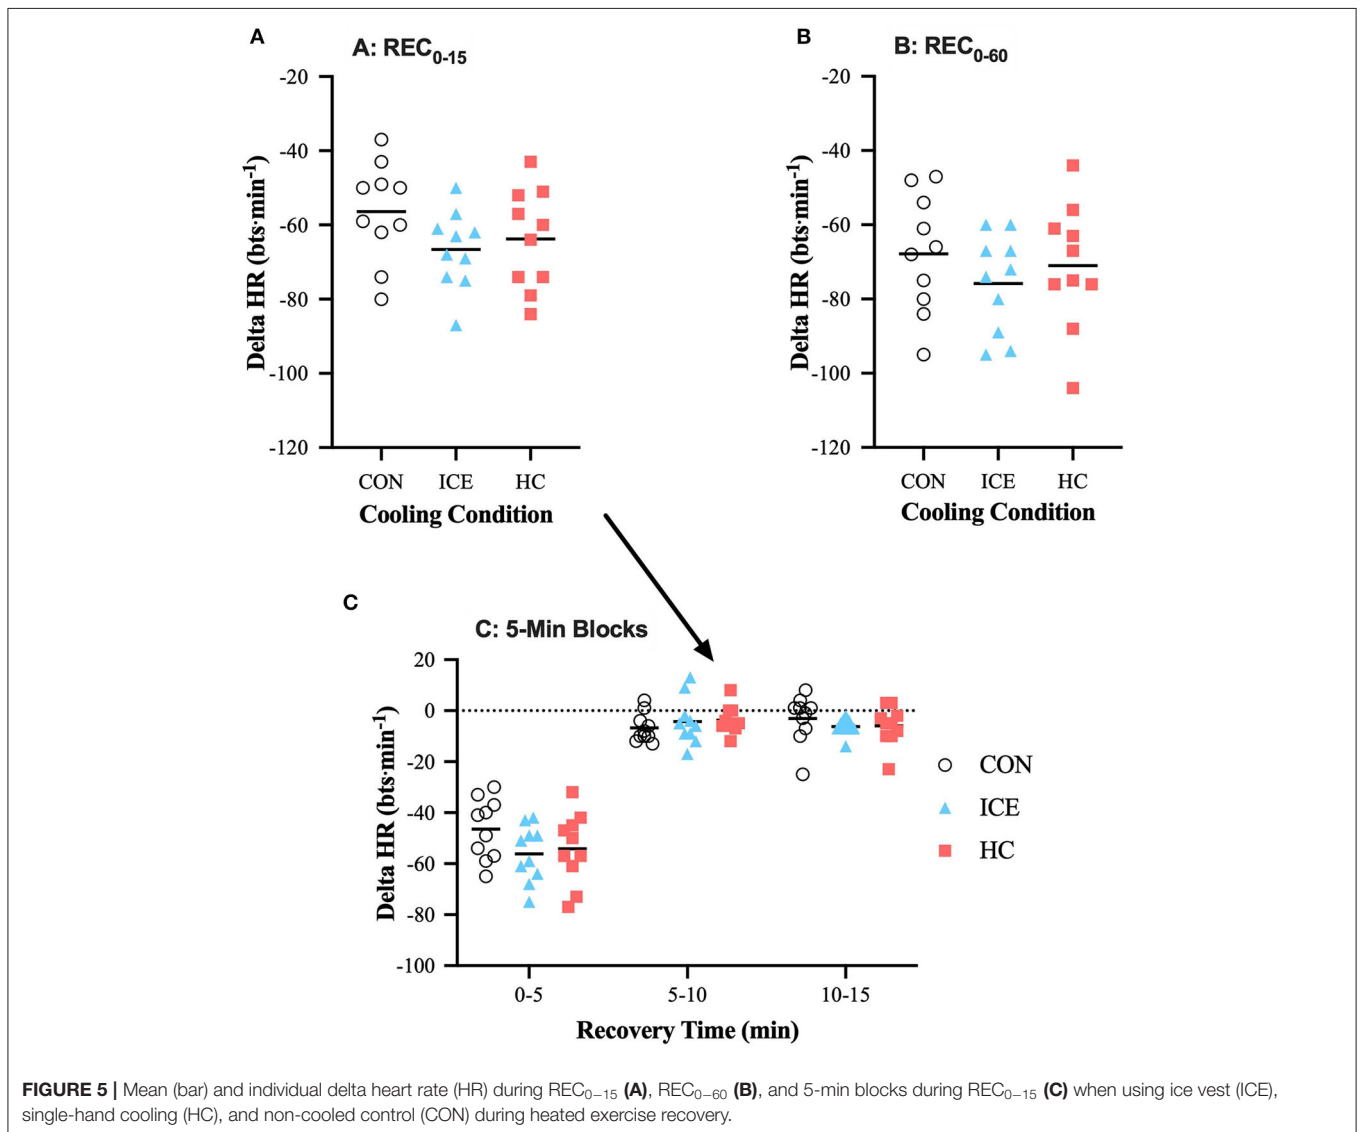 A
A: REC0-15
-20
-40
-60
-80
-100
-120
Delta HR (bts·min-1)
CON ICE HC
Cooling Condition
B
B: REC0-60
-20
-40
-60
-80
-100
-120
Delta HR (bts·min-1)
CON ICE HC
Cooling Condition
C
C: 5-Min Blocks
20
0
-20
-40
-60
-80
-100
Delta HR (bts·min-1)
0-5 5-10 10-15
Recovery Time (min)
CON
ICE
HC
FIGURE 5 | Mean (bar) and individual delta heart rate (HR) during REC0−15 (A), REC0−60 (B), and 5-min blocks during REC0−15 (C) when using ice vest (ICE),
single-hand cooling (HC), and non-cooled control (CON) during heated exercise recovery.